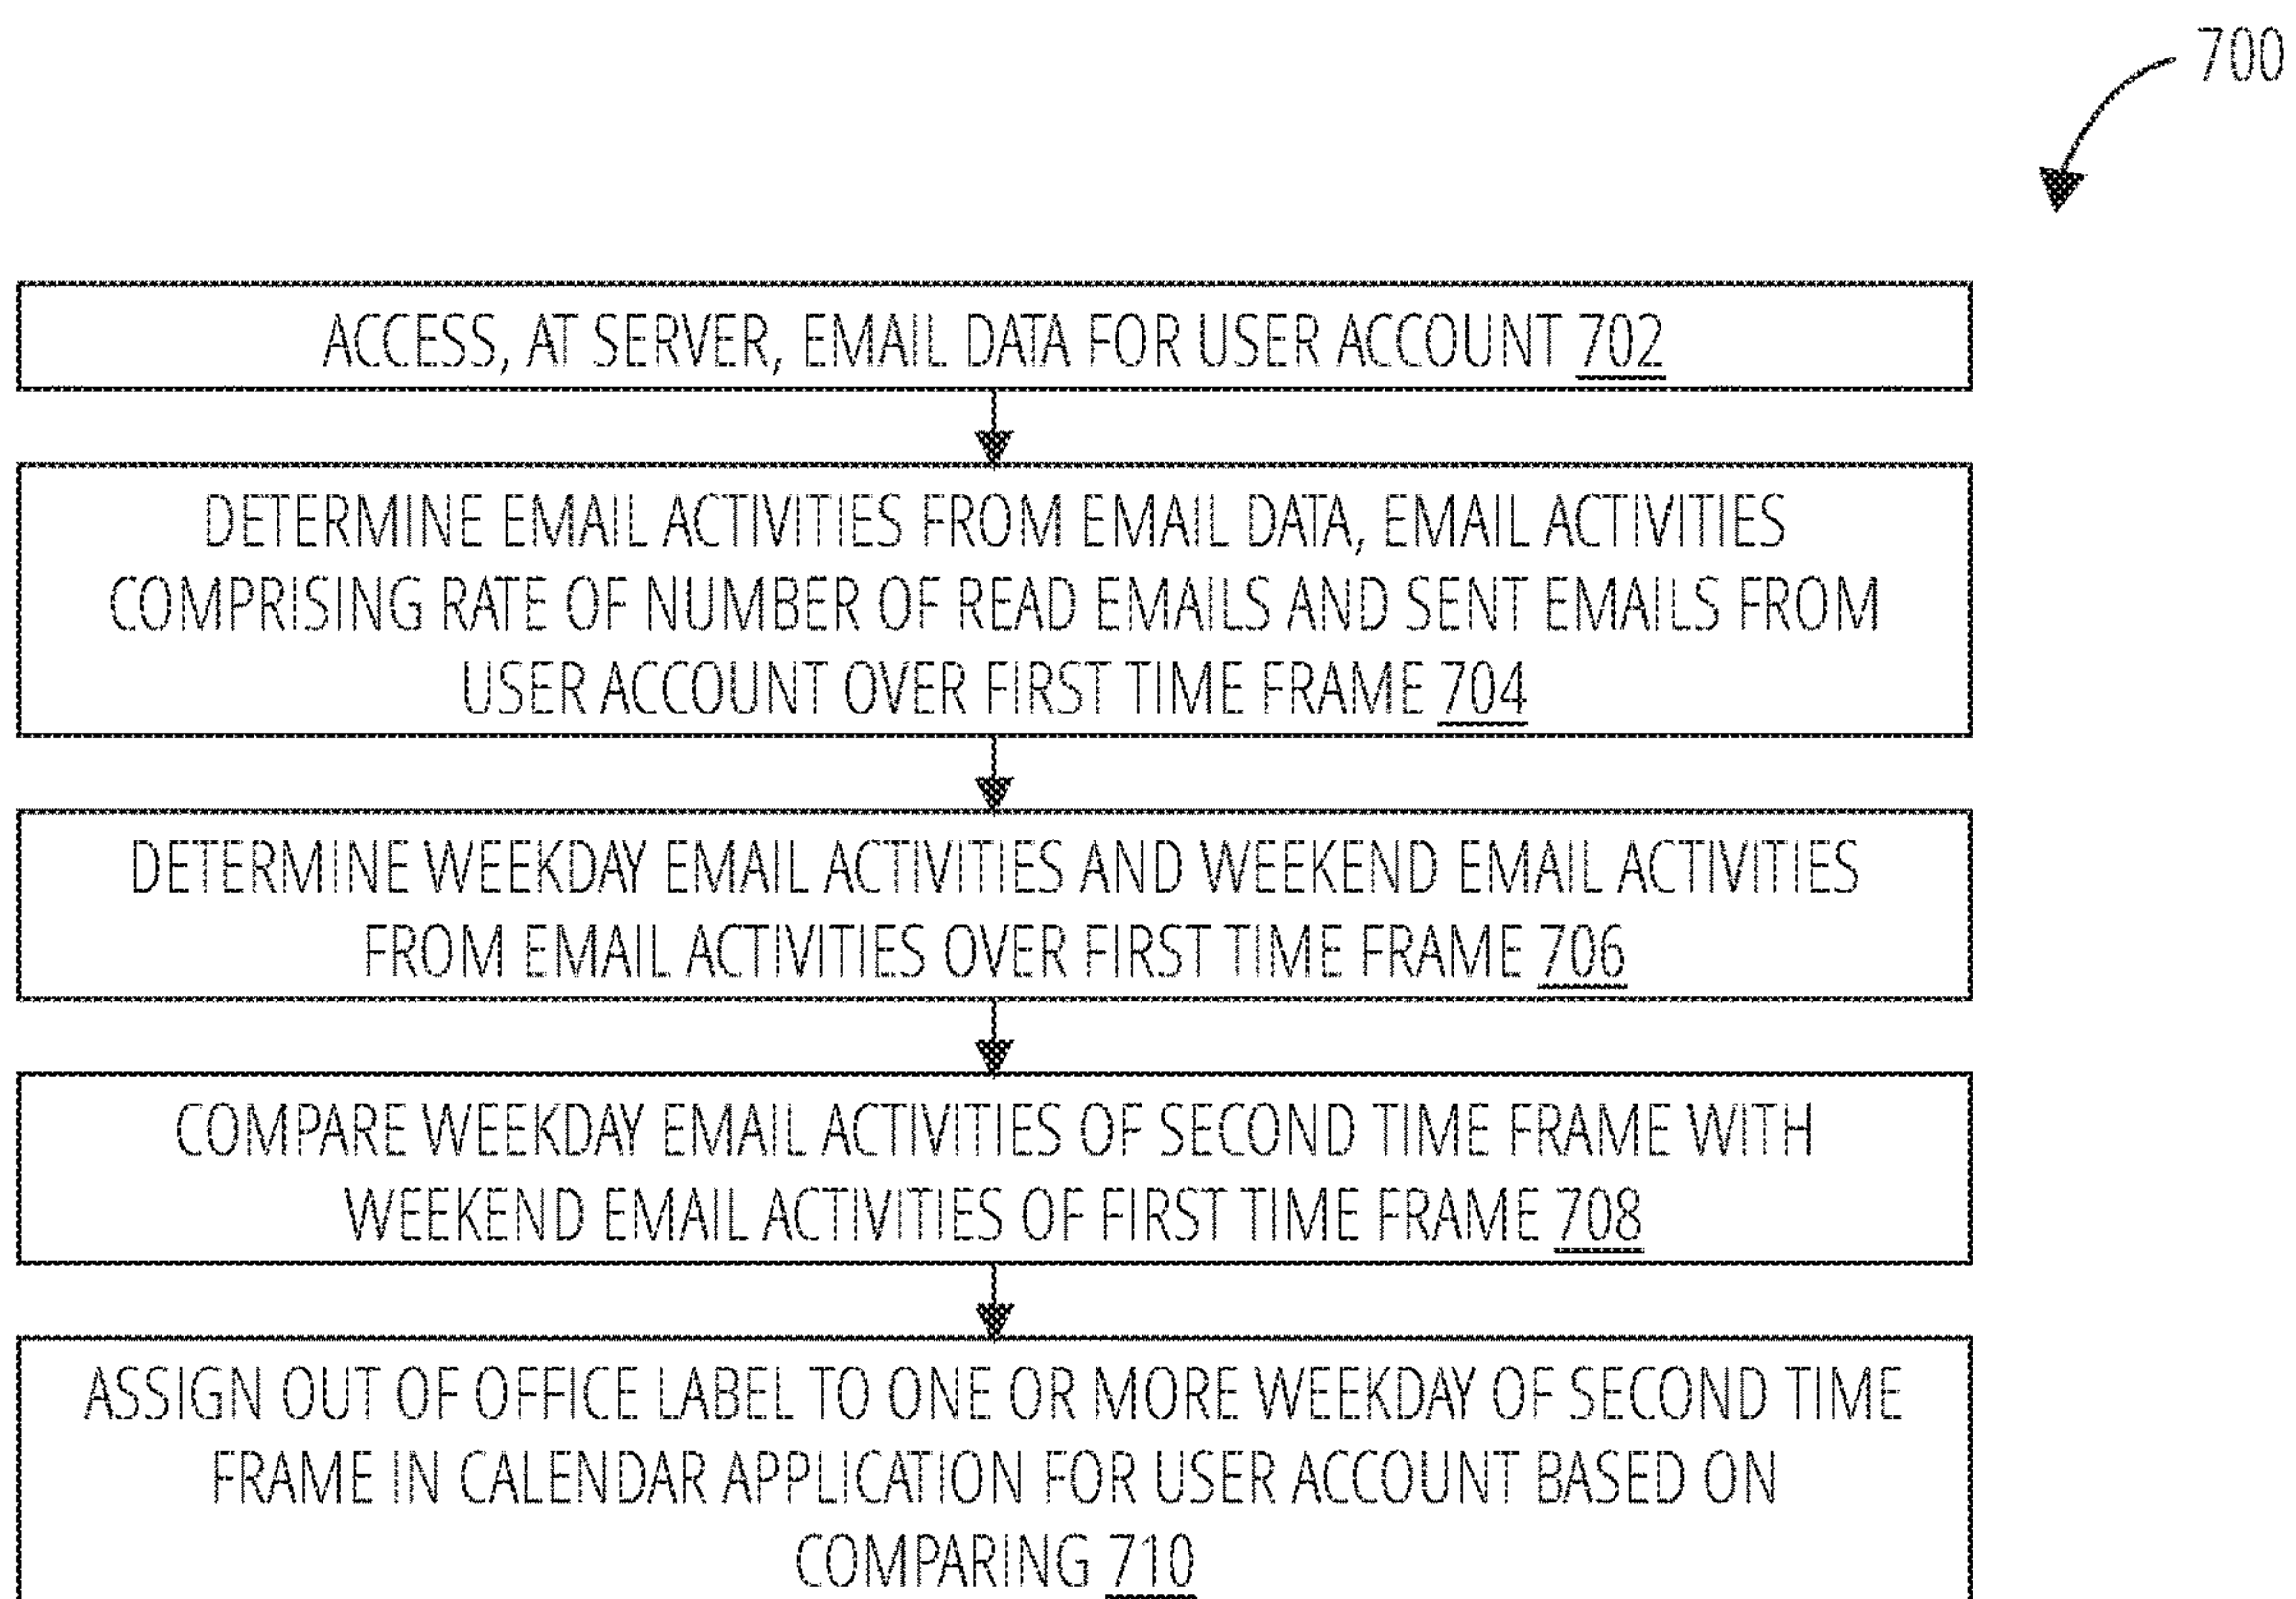 700
ACCESS, AT SERVER, EMAIL DATA FOR USER ACCOUNT 702
DETERMINE EMAIL ACTIVITIES FROM EMAIL DATA, EMAIL ACTIVITIES
COMPRISING RATE OF NUMBER OF READ EMAILS AND SENT EMAILS FROM
USER ACCOUNT OVER FIRST TIME FRAME 704
DETERMINE WEEKDAY EMAIL ACTIVITIES AND WEEKEND EMAIL ACTIVITIES
FROM EMAIL ACTIVITIES OVER FIRST TIME FRAME 706
COMPARE WEEKDAY EMAIL ACTIVITIES OF SECOND TIME FRAME WITH
WEEKEND EMAIL ACTIVITIES OF FIRST TIME FRAME 708
ASSIGN OUT OF OFFICE LABEL TO ONE OR MORE WEEKDAY OF SECOND TIME
FRAME IN CALENDAR APPLICATION FOR USER ACCOUNT BASED ON
COMPARING 710